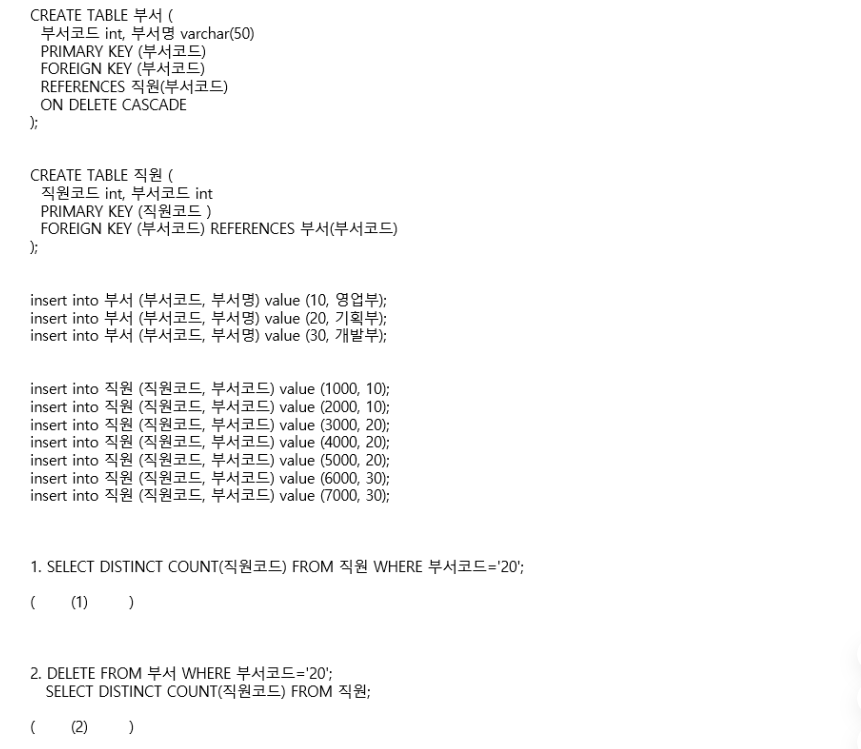 CREATE TABLE 부서 (
부서코드 int, 부서명 varchar(50)
PRIMARY KEY (부서코드)
FOREIGN KEY (부서코드)
REFERENCES 직원(부서코드)
ON DELETE CASCADE
);
CREATE TABLE 직원 (
직원코드 int, 부서코드 int
PRIMARY KEY (직원코드 )
FOREIGN KEY (부서코드) REFERENCES 부서(부서코드)
);
insert into 부서 (부서코드, 부서명) value (10, 영업부);
insert into 부서 (부서코드, 부서명) value (20, 기획부);
insert into 부서 (부서코드, 부서명) value (30, 개발부);
insert into 직원 (직원코드, 부서코드) value (1000, 10);
insert into 직원 (직원코드, 부서코드) value (2000, 10);
insert into 직원 (직원코드, 부서코드) value (3000, 20);
insert into 직원 (직원코드, 부서코드) value (4000, 20);
insert into 직원 (직원코드, 부서코드) value (5000, 20);
insert into 직원 (직원코드, 부서코드) value (6000, 30);
insert into 직원 (직원코드, 부서코드) value (7000, 30);
1. SELECT DISTINCT COUNT(직원코드) FROM 직원 WHERE 부서코드='20';
( (1) )
2. DELETE FROM 부서 WHERE 부서코드='20';
SELECT DISTINCT COUNT(직원코드) FROM 직원;
( (2) )